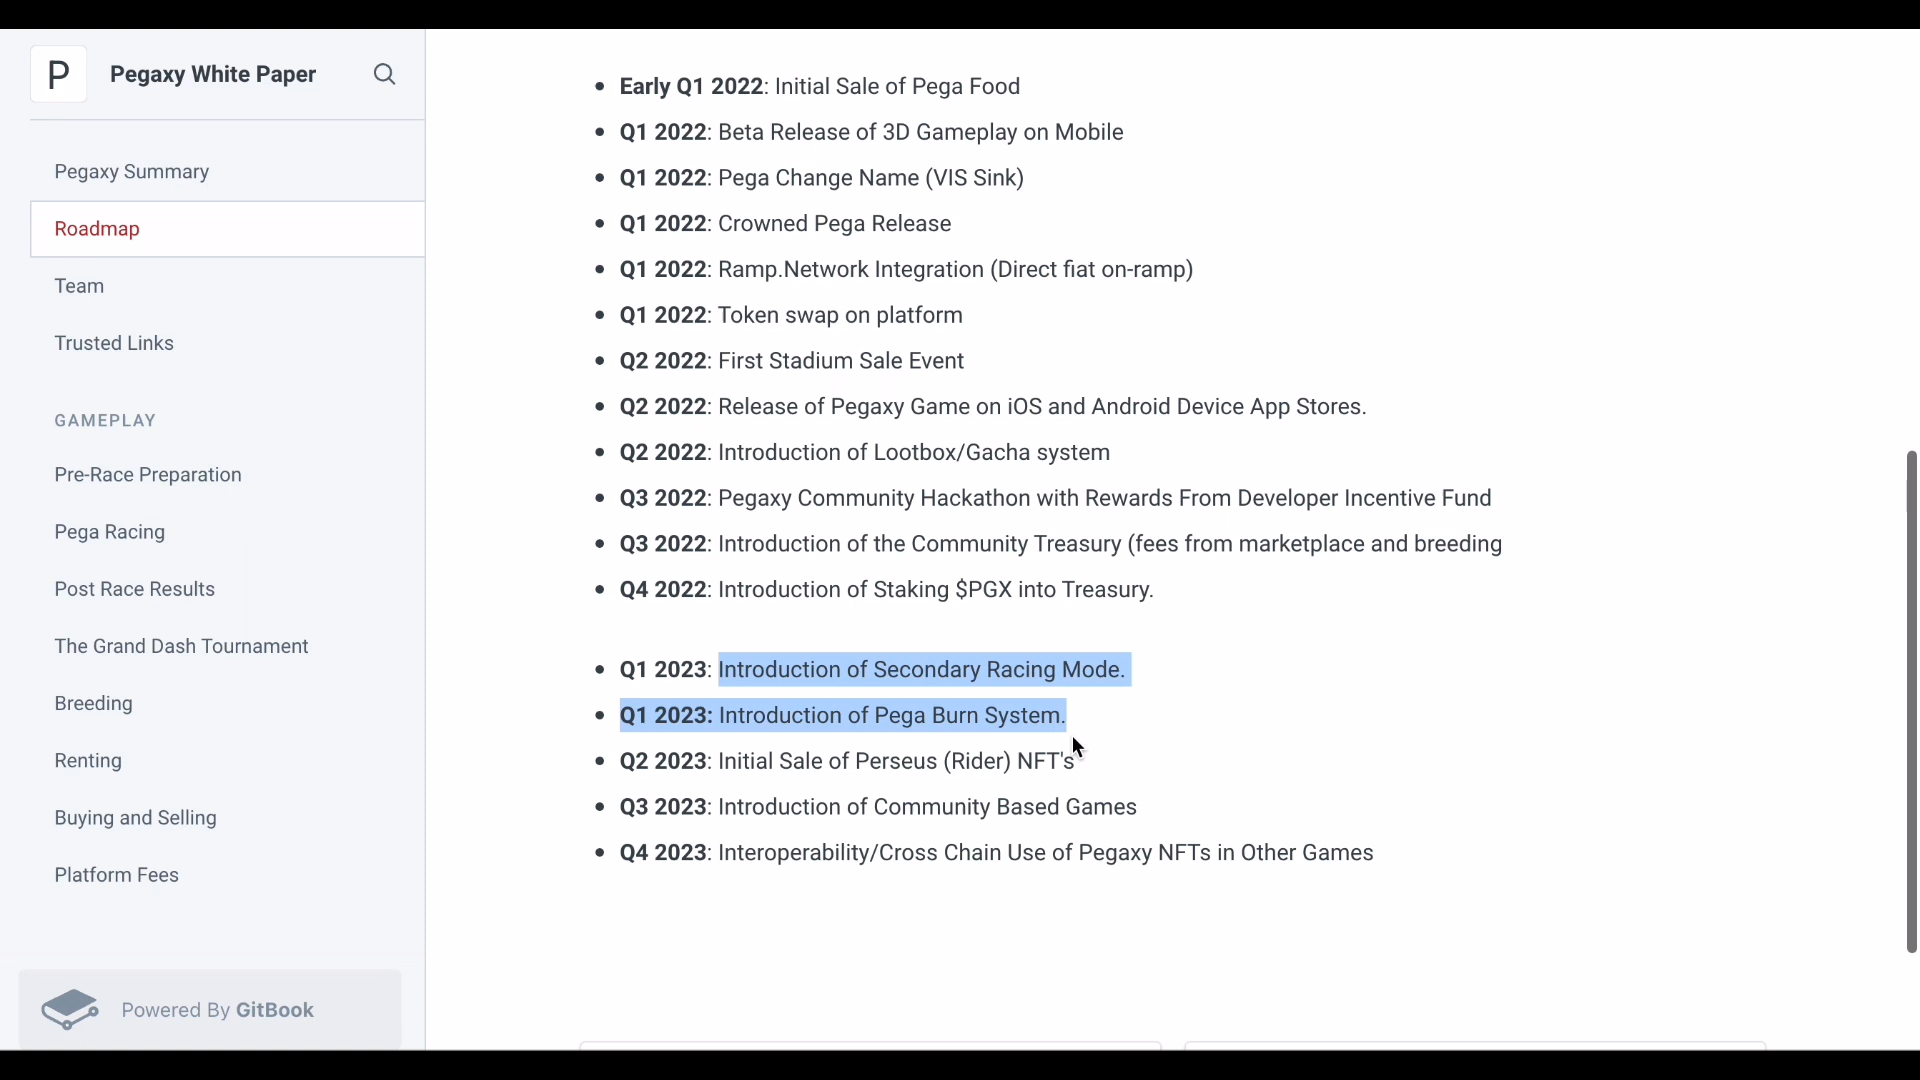 P
Pegaxy White Paper
Pegaxy Summary
Roadmap
Team
Trusted Links
GAMEPLAY
Pre-Race Preparation
Pega Racing
Post Race Results
The Grand Dash Tournament
Breeding
Renting
Buying and Selling
Platform Fees
Powered By GitBook
Early Q1 2022: Initial Sale of Pega Food
Q1 2022: Beta Release of 3D Gameplay on Mobile
Q1 2022: Pega Change Name (VIS Sink)
Q1 2022: Crowned Pega Release
Q1 2022: Ramp.Network Integration (Direct fiat on-ramp)
Q1 2022: Token swap on platform
Q2 2022: First Stadium Sale Event
Q2 2022: Release of Pegaxy Game on iOS and Android Device App Stores.
Q2 2022: Introduction of Lootbox/Gacha system
Q3 2022: Pegaxy Community Hackathon with Rewards From Developer Incentive Fund
Q3 2022: Introduction of the Community Treasury (fees from marketplace and breeding
Q4 2022: Introduction of Staking $PGX into Treasury.
Q1 2023: Introduction of Secondary Racing Mode.
Q1 2023: Introduction of Pega Burn System.
Q2 2023: Initial Sale of Perseus (Rider) NFT's
Q3 2023: Introduction of Community Based Games
Q4 2023: Interoperability/Cross Chain Use of Pegaxy NFTs in Other Games